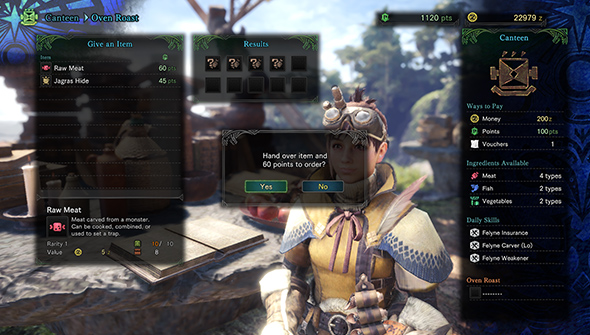 Canteen > Oven Roast
1120 pts
22979 z
Give an Item
Item
Raw Meat 60 pts
Jagras Hide 45 pts
Results
? ? ? ?
Hand over item and
60 points to order?
Yes No
Raw Meat
Meat carved from a monster.
Can be cooked, combined, or
used to set a trap.
Rarity 1 10 / 10
Value 5 8
Canteen
Ways to Pay
Money 200z
Points 100pts
Vouchers 1
Ingredients Available
Meat 4 types
Fish 2 types
Vegetables 2 types
Daily Skills
Felyne Insurance
Felyne Carver (Lo)
Felyne Weakener
Oven Roast
--------